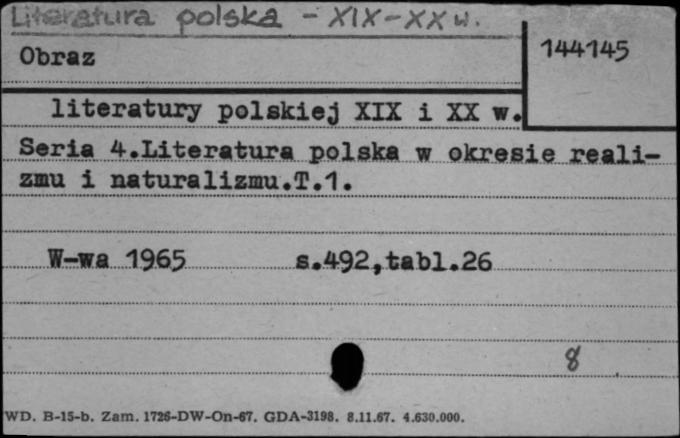 Literatura polska - XIX-XX w.
144145
Obraz
literatury polskiej XIX i XX w.
Seria 4.Literatura polska w okresie reali-
zmu i naturalizmu.T.1.
W-wa 1965 s.492,tabl.26
8
WD. B-15-b. Zam. 1726-DW-On-67. GDA-3198. 8.11.67. 4.630.000.